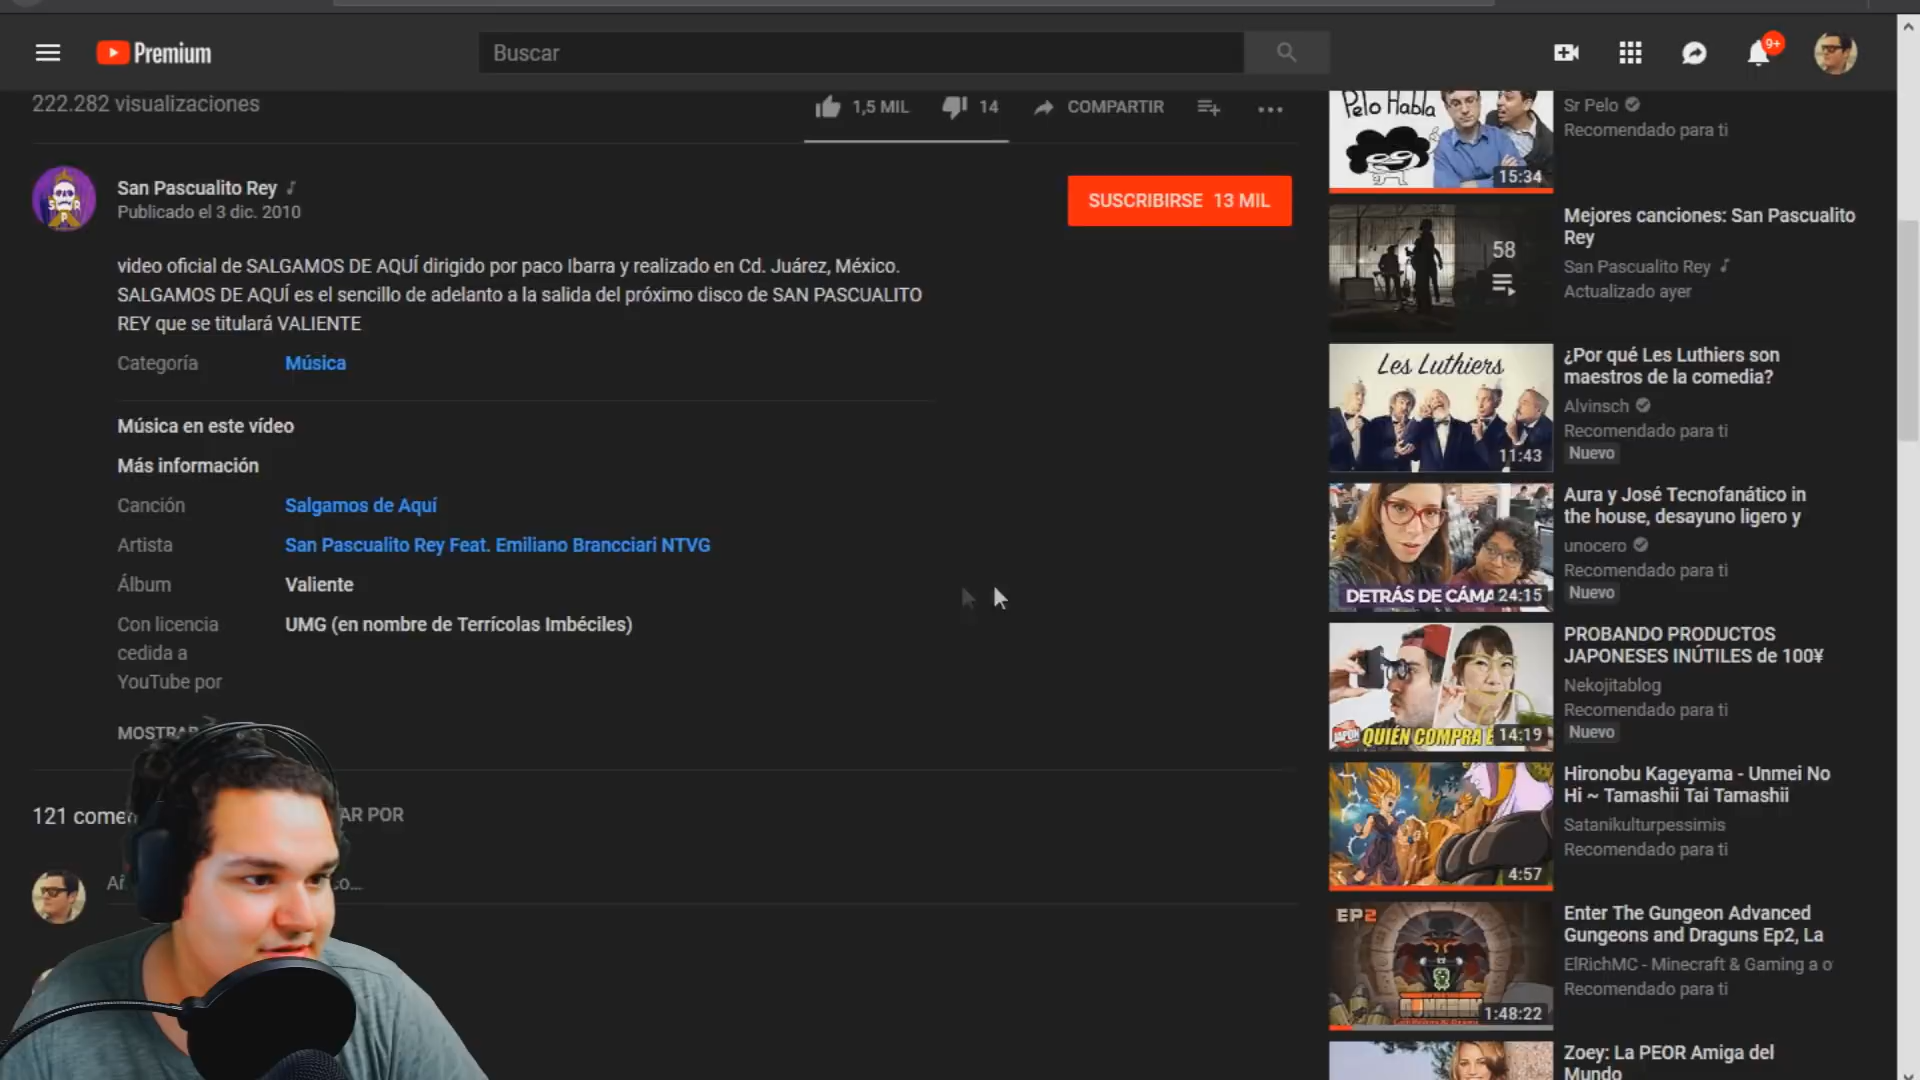 Premium
Buscar
9+
222.282 visualizaciones
1,5 MIL
14
COMPARTIR
San Pascualito Rey
Publicado el 3 dic. 2010
SUSCRIBIRSE 13 MIL
video oficial de SALGAMOS DE AQUÍ dirigido por paco Ibarra y realizado en Cd. Juárez, México.
SALGAMOS DE AQUÍ es el sencillo de adelanto a la salida del próximo disco de SAN PASCUALITO
REY que se titulará VALIENTE
Categoría Música
Música en este vídeo
Más información
Canción Salgamos de Aquí
Artista San Pascualito Rey Feat. Emiliano Brancciari NTVG
Álbum Valiente
Con licencia UMG (en nombre de Terrícolas Imbéciles)
cedida a
YouTube por
MOSTRAR
121 come
AR POR
Pelo Habla
15:34
Sr Pelo
Recomendado para ti
58
Mejores canciones: San Pascualito
Rey
San Pascualito Rey
Actualizado ayer
Les Luthiers
11:43
¿Por qué Les Luthiers son
maestros de la comedia?
Alvinsch
Recomendado para ti
Nuevo
DETRÁS DE CÁMA
24:15
Aura y José Tecnofanático in
the house, desayuno ligero y
unocero
Recomendado para ti
Nuevo
JAPÓN
QUIÉN COMPRA E
14:19
PROBANDO PRODUCTOS
JAPONESES INÚTILES de 100¥
Nekojitablog
Recomendado para ti
Nuevo
4:57
Hironobu Kageyama - Unmei No
Hi ~ Tamashii Tai Tamashii
Satanikulturpessimis
Recomendado para ti
EP2
GUNGEON
1:48:22
Enter The Gungeon Advanced
Gungeons and Draguns Ep2, La
ElRichMC - Minecraft & Gaming a o
Recomendado para ti
Zoey: La PEOR Amiga del
Mundo